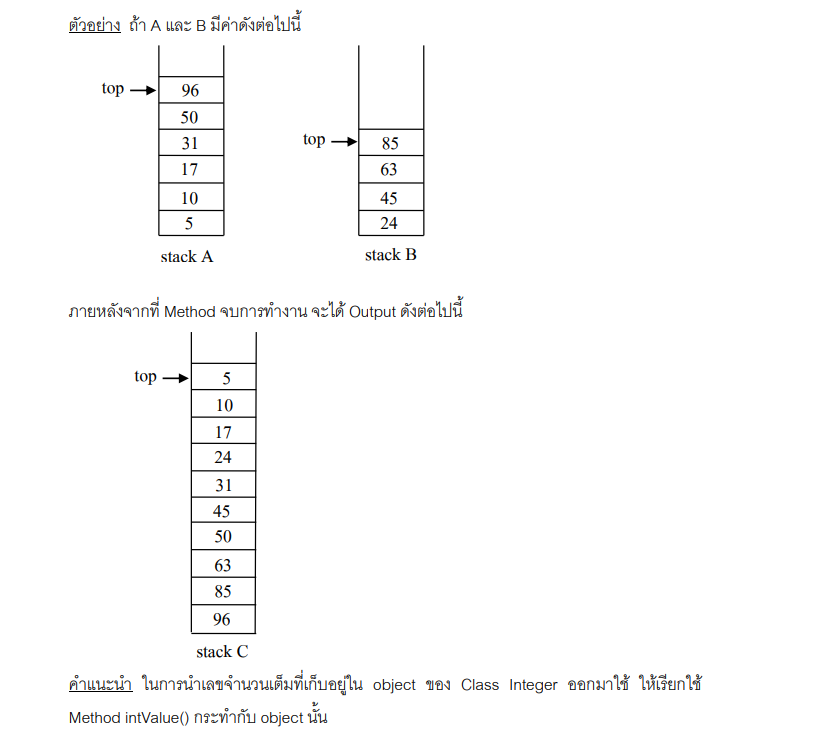 ตัวอย่าง ถ้า A และ B มีค่าดังต่อไปนี้
top 96
50
31
17
10
5
stack A
top 85
63
45
24
stack B
ภายหลังจากที่ Method จบการทำงาน จะได้ Output ดังต่อไปนี้
top 5
10
17
24
31
45
50
63
85
96
stack C
คำแนะนำ ในการนำเลขจำนวนเต็มที่เก็บอยู่ใน object ของ Class Integer ออกมาใช้ ให้เรียกใช้
Method intValue() กระทำกับ object นั้น